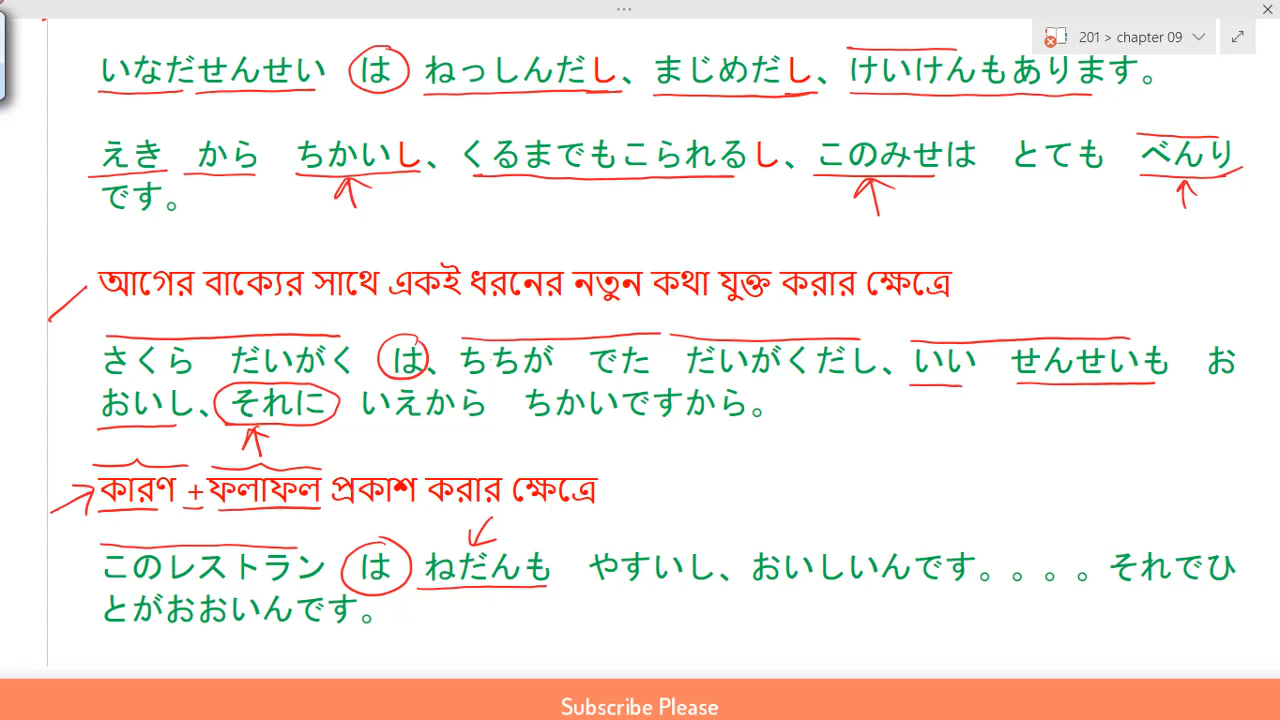 201 > chapter 09
いなだせんせい は ねっしんだし、まじめだし、けいけんもあります。
えき から ちかいし、くるまでもこられるし、このみせは とても べんり
です。
আগের বাক্যের সাথে একই ধরনের নতুন কথা যুক্ত করার ক্ষেত্রে
さくら だいがく は、ちちが でた だいがくだし、いい せんせいも お
おいし、それに いえから ちかいですから。
কারণ +ফলাফল প্রকাশ করার ক্ষেত্রে
このレストラン は ねだんも やすいし、おいしいんです。。。。それでひ
とがおおいんです。
Subscribe Please